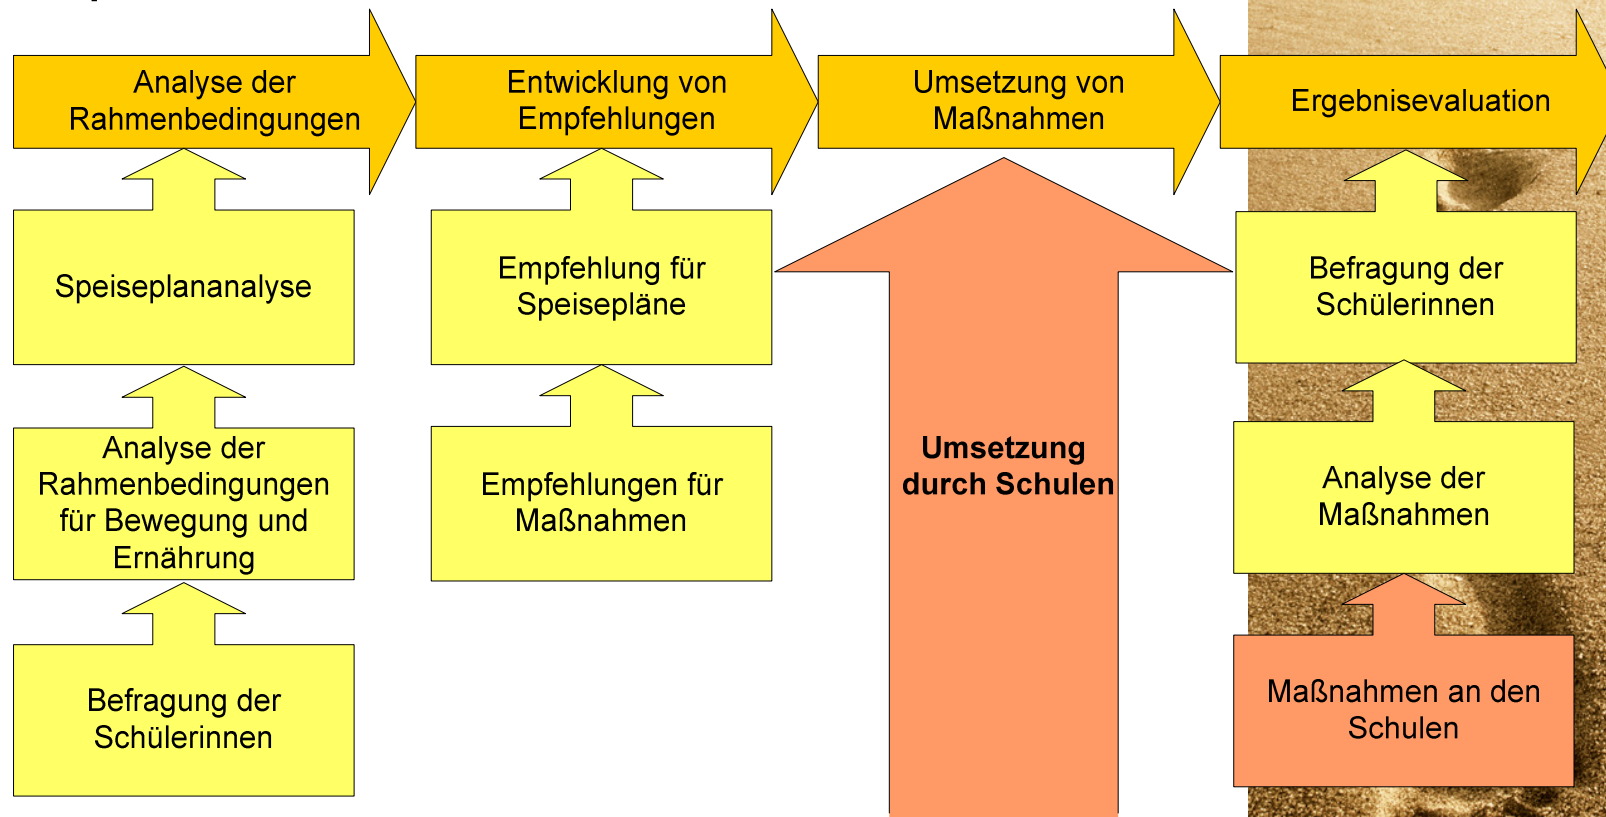 Analyse der
Rahmenbedingungen
Entwicklung von
Empfehlungen
Umsetzung von
Maßnahmen
Ergebnisevaluation
Speiseplananalyse
Empfehlung für
Speisepläne
Befragung der
Schülerinnen
Analyse der
Rahmenbedingungen
für Bewegung und
Ernährung
Empfehlungen für
Maßnahmen
Umsetzung
durch Schulen
Analyse der
Maßnahmen
Befragung der
Schülerinnen
Maßnahmen an den
Schulen